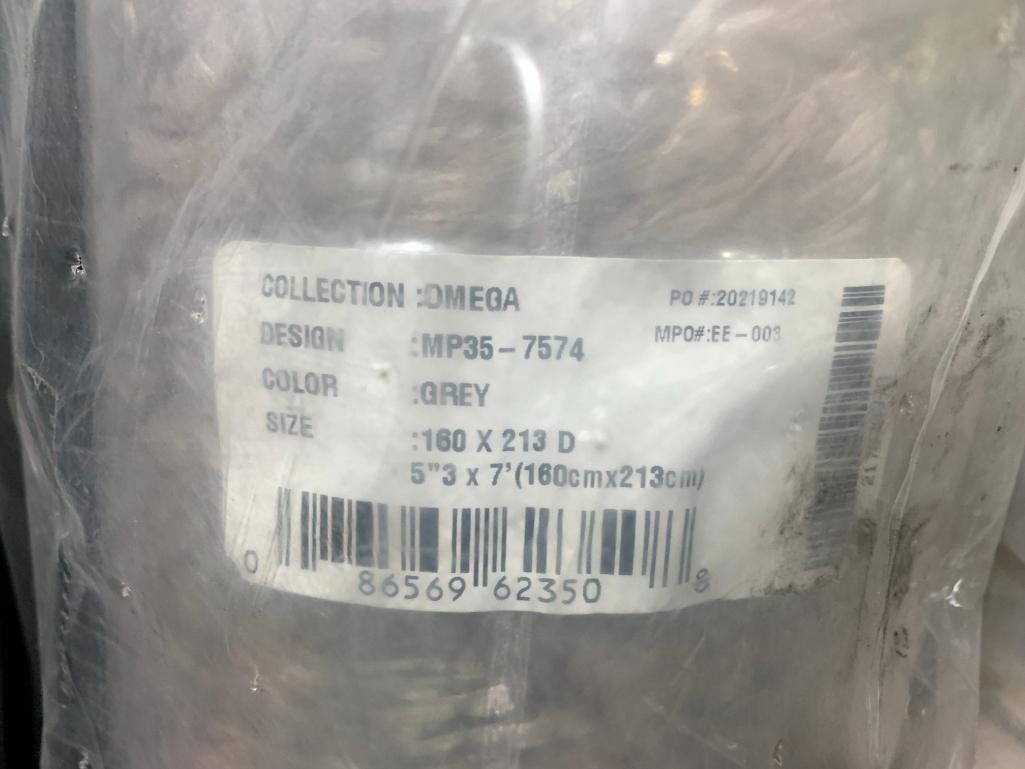 COLLECTION :OMEGA
PO #:20219142
DESIGN :MP35-7574
MPO#:EE-003
COLOR :GREY
SIZE :160 X 213 D
5"3 x 7'(160cmx213cm)
0 86569 62350 8